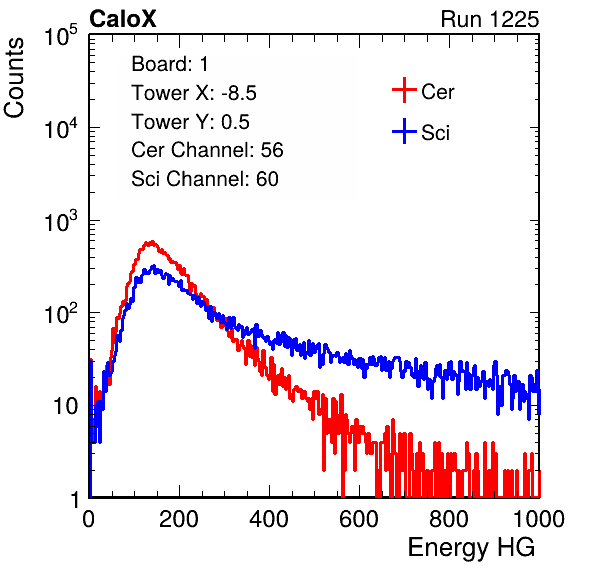 CaloX Run 1225
Counts
Board: 1
Tower X: -8.5
Tower Y: 0.5
Cer Channel: 56
Sci Channel: 60
Cer
Sci
10^5
10^4
10^3
10^2
10
1
0 200 400 600 800 1000
Energy HG